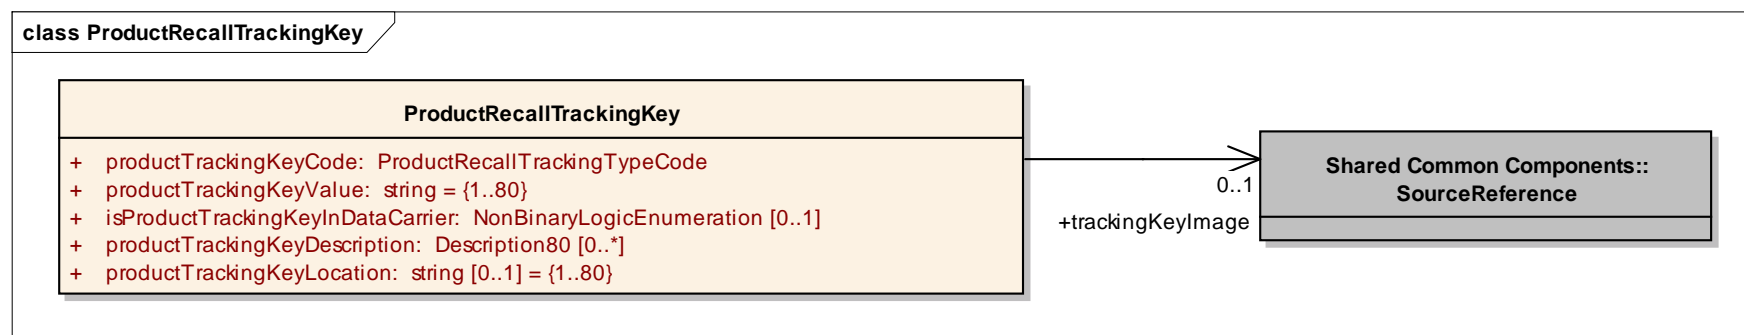 class ProductRecallTrackingKey
ProductRecallTrackingKey
+ productTrackingKeyCode: ProductRecallTrackingTypeCode
+ productTrackingKeyValue: string = {1..80}
+ isProductTrackingKeyInDataCarrier: NonBinaryLogicEnumeration [0..1]
+ productTrackingKeyDescription: Description80 [0..*]
+ productTrackingKeyLocation: string [0..1] = {1..80}
0..1
+trackingKeyImage
Shared Common Components::
SourceReference